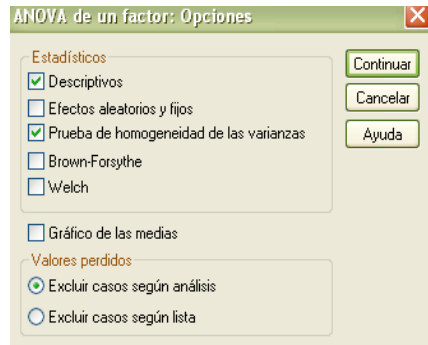 ANOVA de un factor: Opciones
Estadísticos
Descriptivos
Efectos aleatorios y fijos
Prueba de homogeneidad de las varianzas
Brown-Forsythe
Welch
Gráfico de las medias
Valores perdidos
Excluir casos según análisis
Excluir casos según lista
Continuar
Cancelar
Ayuda